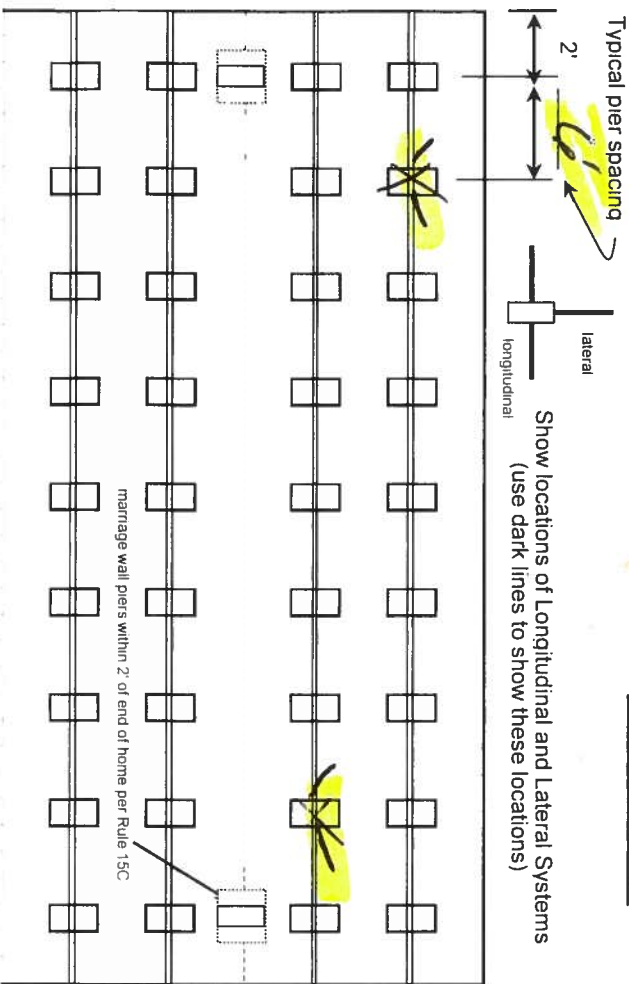 Typical pier spacing
2'
6'
lateral
longitudinal
Show locations of Longitudinal and Lateral Systems
(use dark lines to show these locations)
marriage wall piers within 2' of end of home per Rule 15C